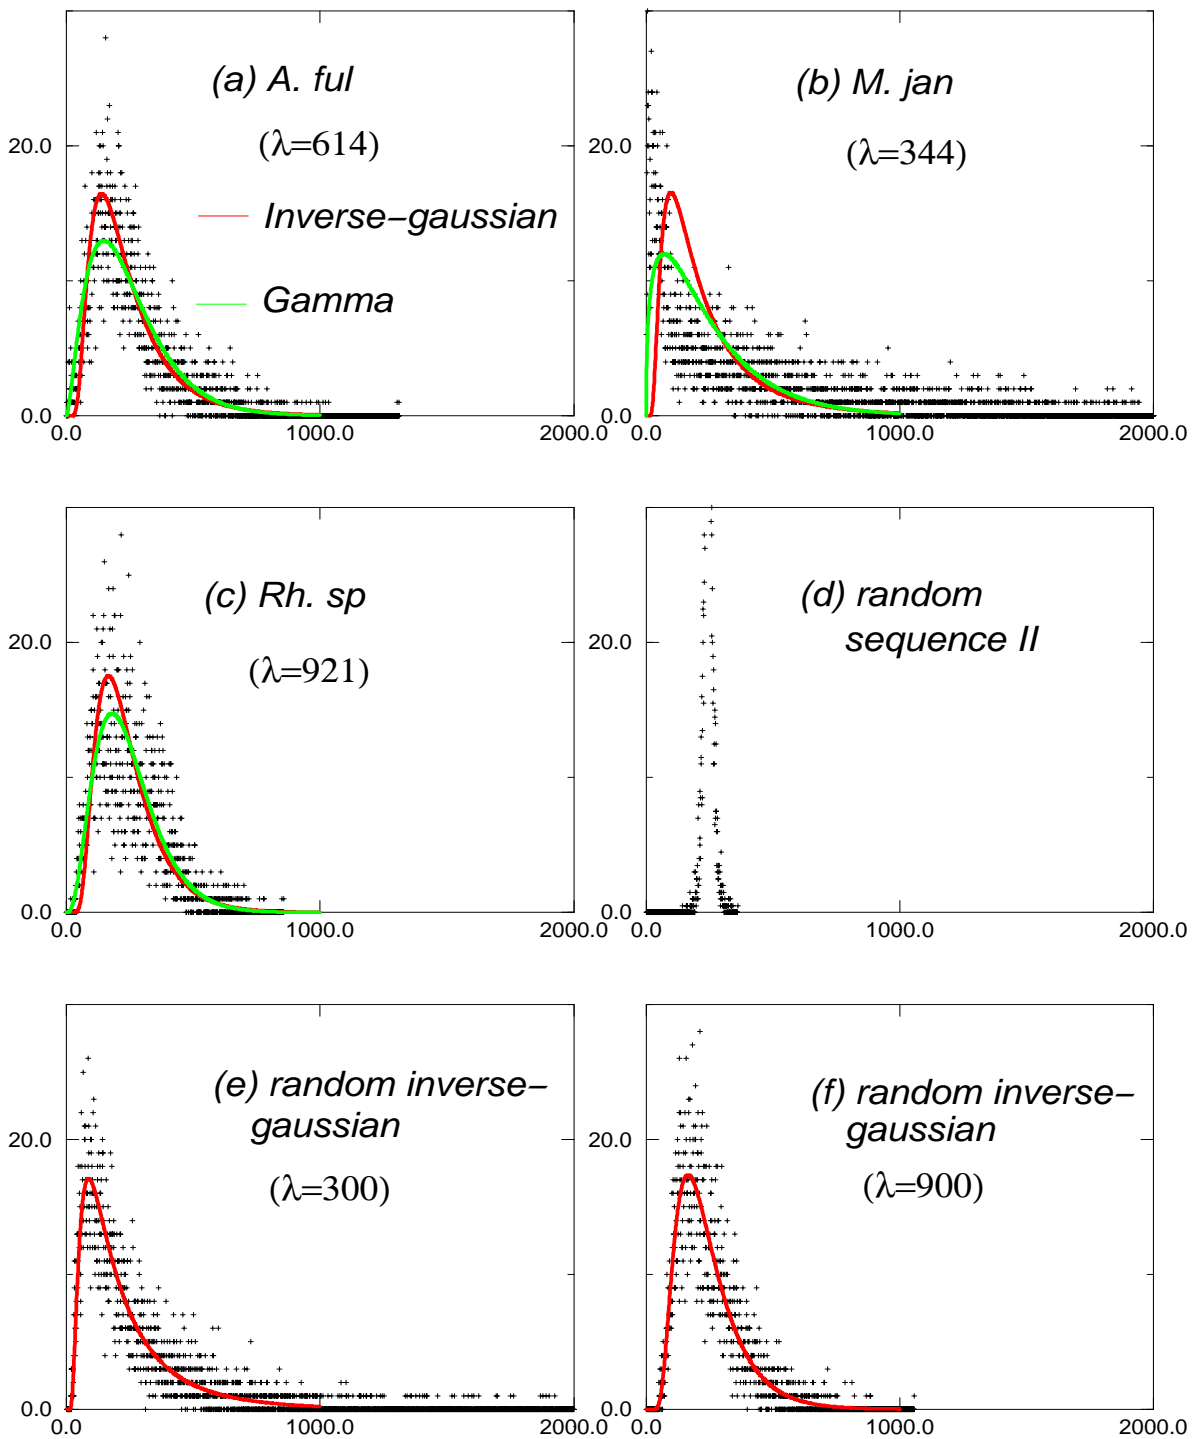 (a) A. ful
(λ=614)
Inverse−gaussian
Gamma
20.0
0.0
0.0
1000.0
2000.0
(b) M. jan
(λ=344)
20.0
0.0
0.0
1000.0
2000.0
(c) Rh. sp
(λ=921)
20.0
0.0
0.0
1000.0
2000.0
(d) random
sequence II
20.0
0.0
0.0
1000.0
2000.0
(e) random inverse−
gaussian
(λ=300)
20.0
0.0
0.0
1000.0
2000.0
(f) random inverse−
gaussian
(λ=900)
20.0
0.0
0.0
1000.0
2000.0